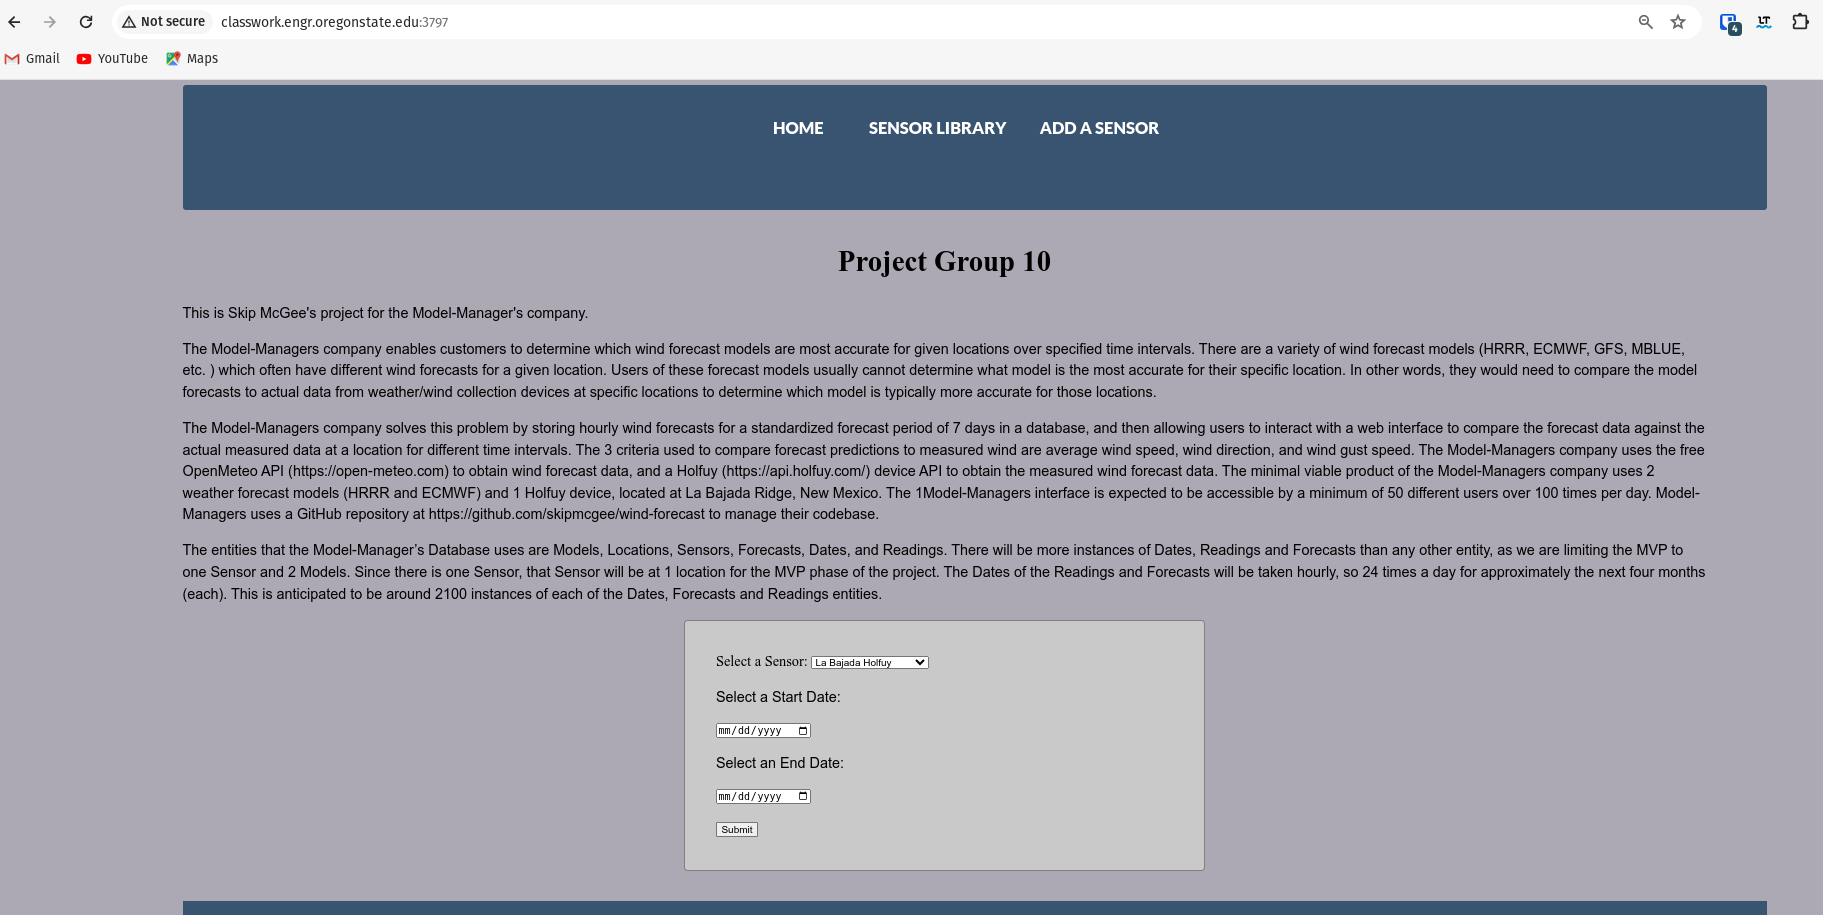 Not secure classwork.engr.oregonstate.edu:3797
4
LT
Gmail YouTube Maps
HOME SENSOR LIBRARY ADD A SENSOR
Project Group 10
This is Skip McGee's project for the Model-Manager's company.
The Model-Managers company enables customers to determine which wind forecast models are most accurate for given locations over specified time intervals. There are a variety of wind forecast models (HRRR, ECMWF, GFS, MBLUE,
etc. ) which often have different wind forecasts for a given location. Users of these forecast models usually cannot determine what model is the most accurate for their specific location. In other words, they would need to compare the model
forecasts to actual data from weather/wind collection devices at specific locations to determine which model is typically more accurate for those locations.
The Model-Managers company solves this problem by storing hourly wind forecasts for a standardized forecast period of 7 days in a database, and then allowing users to interact with a web interface to compare the forecast data against the
actual measured data at a location for different time intervals. The 3 criteria used to compare forecast predictions to measured wind are average wind speed, wind direction, and wind gust speed. The Model-Managers company uses the free
OpenMeteo API (https://open-meteo.com) to obtain wind forecast data, and a Holfuy (https://api.holfuy.com/) device API to obtain the measured wind forecast data. The minimal viable product of the Model-Managers company uses 2
weather forecast models (HRRR and ECMWF) and 1 Holfuy device, located at La Bajada Ridge, New Mexico. The 1Model-Managers interface is expected to be accessible by a minimum of 50 different users over 100 times per day. Model-
Managers uses a GitHub repository at https://github.com/skipmcgee/wind-forecast to manage their codebase.
The entities that the Model-Manager’s Database uses are Models, Locations, Sensors, Forecasts, Dates, and Readings. There will be more instances of Dates, Readings and Forecasts than any other entity, as we are limiting the MVP to
one Sensor and 2 Models. Since there is one Sensor, that Sensor will be at 1 location for the MVP phase of the project. The Dates of the Readings and Forecasts will be taken hourly, so 24 times a day for approximately the next four months
(each). This is anticipated to be around 2100 instances of each of the Dates, Forecasts and Readings entities.
Select a Sensor: La Bajada Holfuy
Select a Start Date:
mm/dd/yyyy
Select an End Date:
mm/dd/yyyy
Submit